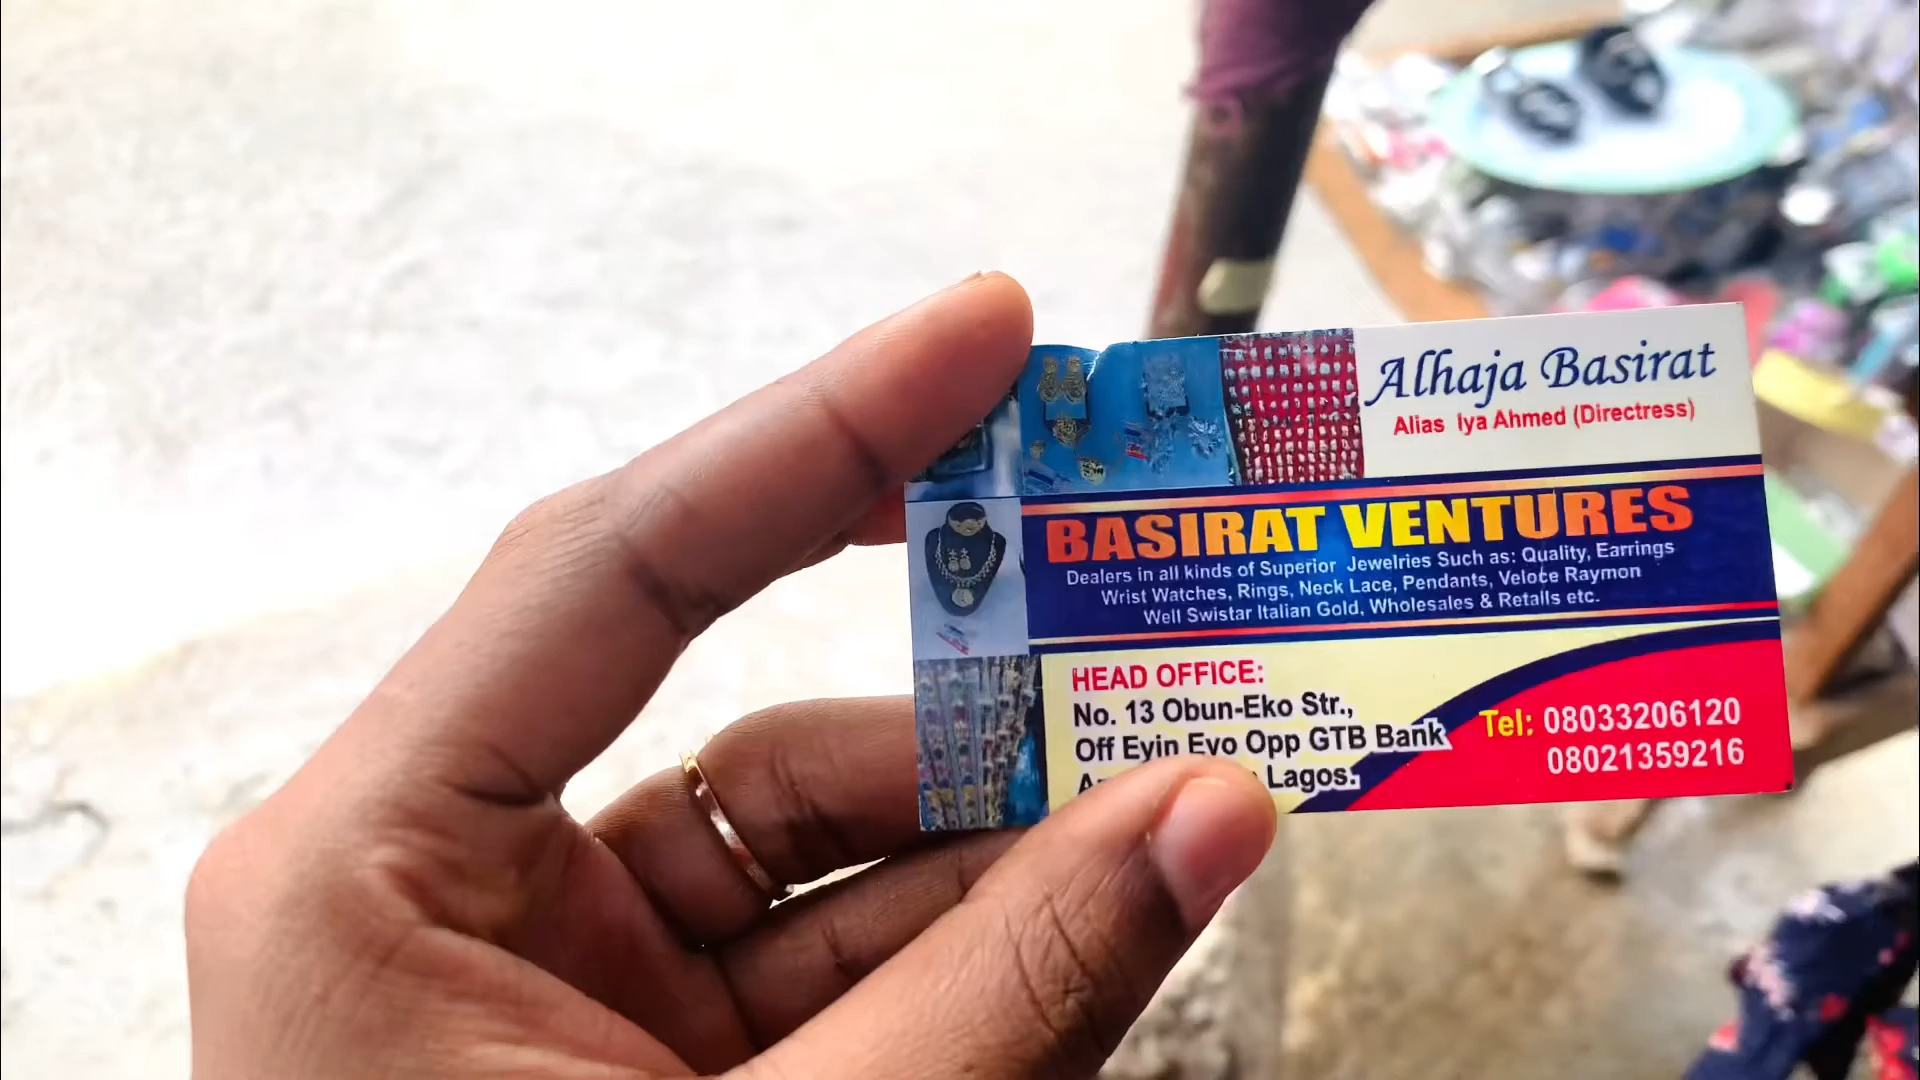 Alhaja Basirat
Alias Iya Ahmed (Directress)
BASIRAT VENTURES
Dealers in all kinds of Superior Jewelries Such as: Quality, Earrings
Wrist Watches, Rings, Neck Lace, Pendants, Veloce Raymon
Well Swistar Italian Gold, Wholesales & Retails etc.
HEAD OFFICE:
No. 13 Obun-Eko Str.,
Off Eyin Eyo Opp GTB Bank
Lagos.
Tel: 08033206120
08021359216